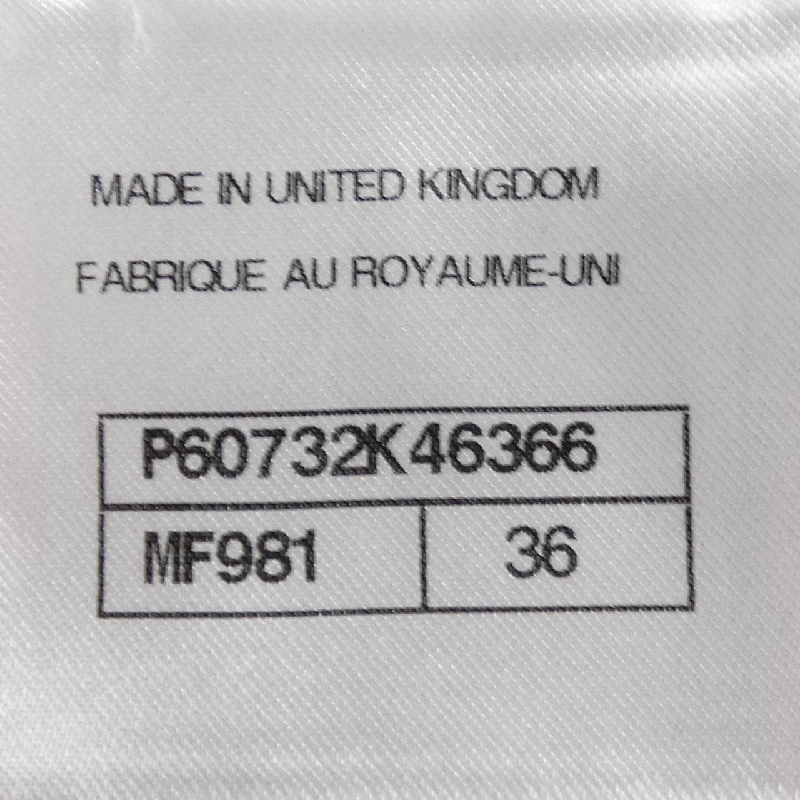 MADE IN UNITED KINGDOM
FABRIQUE AU ROYAUME-UNI
P60732K46366
MF981 36